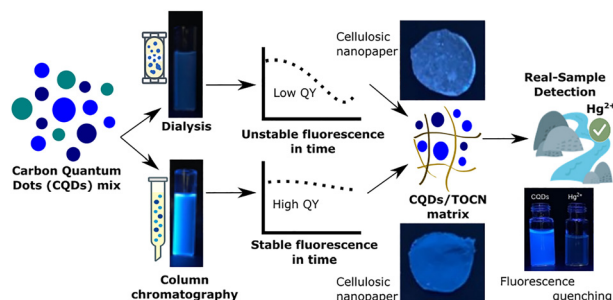 Carbon Quantum
Dots (CQDs) mix
Dialysis
Column
chromatography
Low QY
Unstable fluorescence
in time
High QY
Stable fluorescence
in time
Cellulosic
nanopaper
CQDs/TOCN
matrix
Cellulosic
nanopaper
Real-Sample
Detection
Hg²⁺
CQDs
Hg²⁺
Fluorescence
quenching